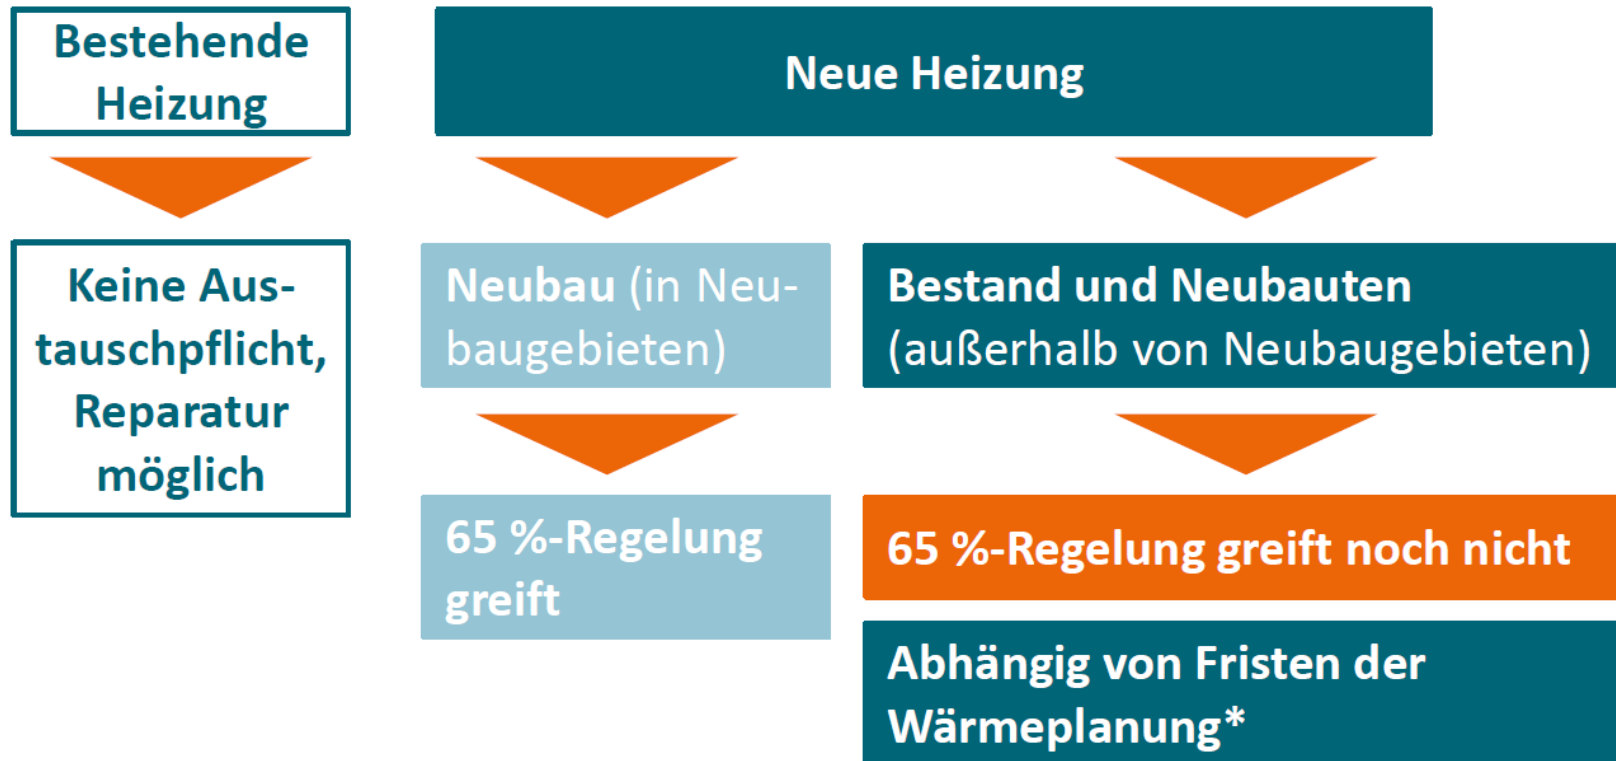 Bestehende
Heizung
Neue Heizung
Keine Aus-
tauschpflicht,
Reparatur
möglich
Neubau (in Neu-
baugebieten)
65 %-Regelung
greift
Bestand und Neubauten
(außerhalb von Neubaugebieten)
65 %-Regelung greift noch nicht
Abhängig von Fristen der
Wärmeplanung*